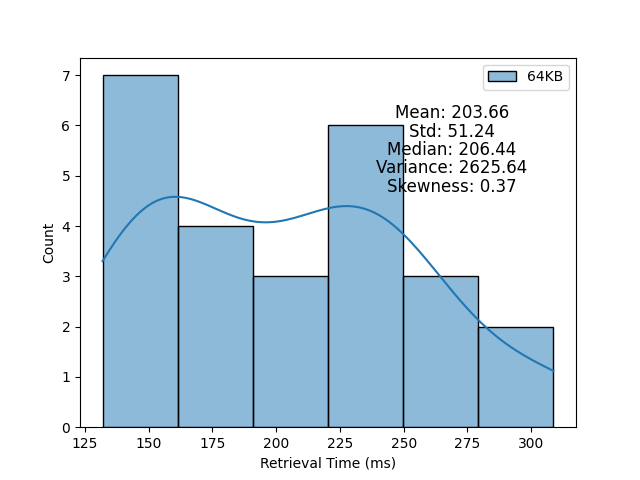 64KB
Mean: 203.66
Std: 51.24
Median: 206.44
Variance: 2625.64
Skewness: 0.37
7
6
5
4
3
2
1
0
Count
125 150 175 200 225 250 275 300
Retrieval Time (ms)